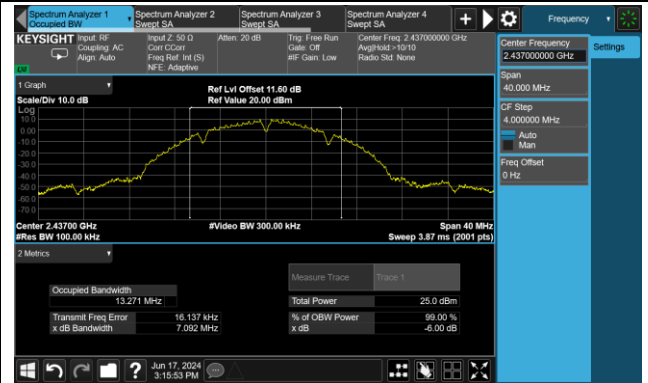 Spectrum Analyzer 1
Occupied BW
Spectrum Analyzer 2
Swept SA
Spectrum Analyzer 3
Swept SA
Spectrum Analyzer 4
Swept SA
Frequency
KEYSIGHT
Input: RF
Coupling: AC
Align: Auto
Input Z: 50 Ω
Corr CCorr
Freq Ref: Int (S)
NFE: Adaptive
Atten: 20 dB
Trig: Free Run
Gate: Off
#IF Gain: Low
Center Freq: 2.437000000 GHz
Avg|Hold:>10/10
Radio Std: None
Center Frequency
2.437000000 GHz
Settings
Span
40.000 MHz
CF Step
4.000000 MHz
Auto
Man
Freq Offset
0 Hz
1 Graph
Scale/Div 10.0 dB
Ref Lvl Offset 11.60 dB
Ref Value 20.00 dBm
Log
10.0
0.00
-10.0
-20.0
-30.0
-40.0
-50.0
-60.0
-70.0
Center 2.43700 GHz
#Res BW 100.00 kHz
#Video BW 300.00 kHz
Span 40 MHz
Sweep 3.87 ms (2001 pts)
2 Metrics
Measure Trace
Trace 1
Occupied Bandwidth
13.271 MHz
Total Power
25.0 dBm
Transmit Freq Error
16.137 kHz
% of OBW Power
99.00 %
x dB Bandwidth
7.092 MHz
x dB
-6.00 dB
Jun 17, 2024
3:15:53 PM